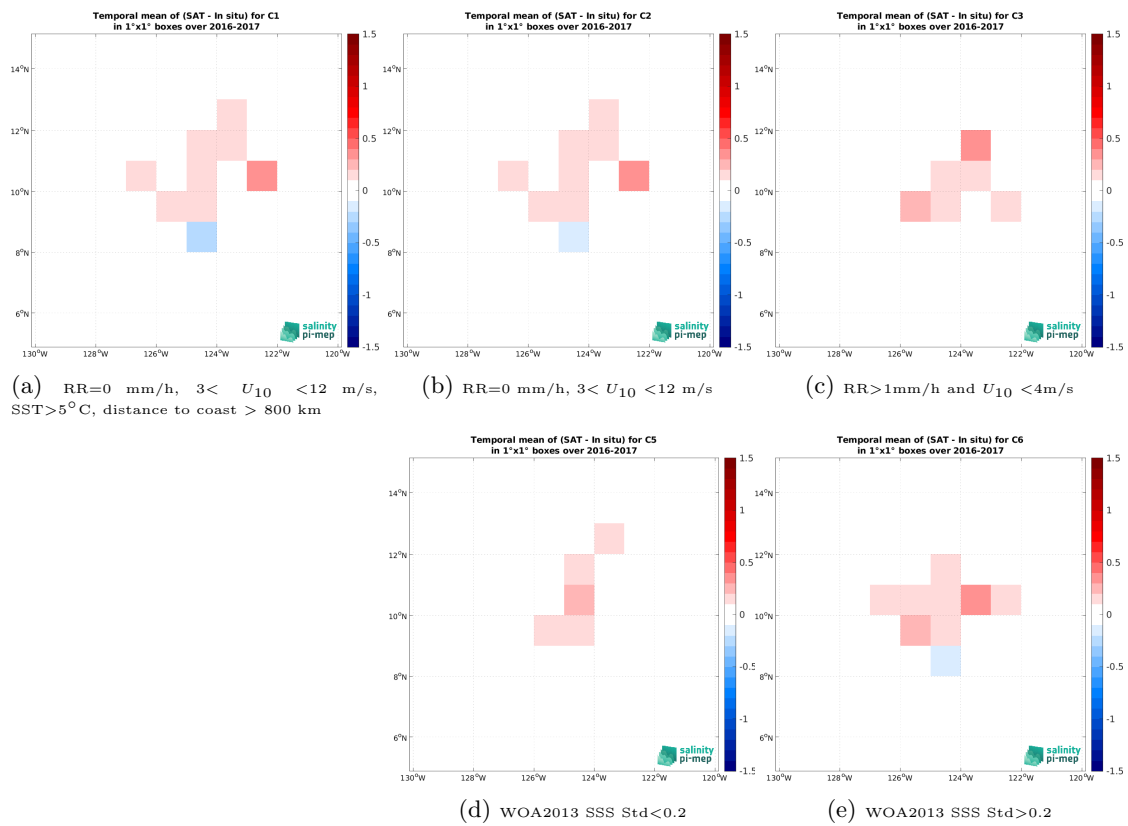 Temporal mean of (SAT - In situ) for C1
in 1°x1° boxes over 2016-2017
14°N
12°N
10°N
8°N
6°N
130°W 128°W 126°W 124°W 122°W 120°W
1.5
1
0.5
0
-0.5
-1
-1.5
salinity
pi-mep
(a) RR=0 mm/h, 3< U10 <12 m/s,
SST>5°C, distance to coast > 800 km
Temporal mean of (SAT - In situ) for C2
in 1°x1° boxes over 2016-2017
14°N
12°N
10°N
8°N
6°N
130°W 128°W 126°W 124°W 122°W 120°W
1.5
1
0.5
0
-0.5
-1
-1.5
salinity
pi-mep
(b) RR=0 mm/h, 3< U10 <12 m/s
Temporal mean of (SAT - In situ) for C3
in 1°x1° boxes over 2016-2017
14°N
12°N
10°N
8°N
6°N
130°W 128°W 126°W 124°W 122°W 120°W
1.5
1
0.5
0
-0.5
-1
-1.5
salinity
pi-mep
(c) RR>1mm/h and U10 <4m/s
Temporal mean of (SAT - In situ) for C5
in 1°x1° boxes over 2016-2017
14°N
12°N
10°N
8°N
6°N
130°W 128°W 126°W 124°W 122°W 120°W
1.5
1
0.5
0
-0.5
-1
-1.5
salinity
pi-mep
(d) WOA2013 SSS Std<0.2
Temporal mean of (SAT - In situ) for C6
in 1°x1° boxes over 2016-2017
14°N
12°N
10°N
8°N
6°N
130°W 128°W 126°W 124°W 122°W 120°W
1.5
1
0.5
0
-0.5
-1
-1.5
salinity
pi-mep
(e) WOA2013 SSS Std>0.2